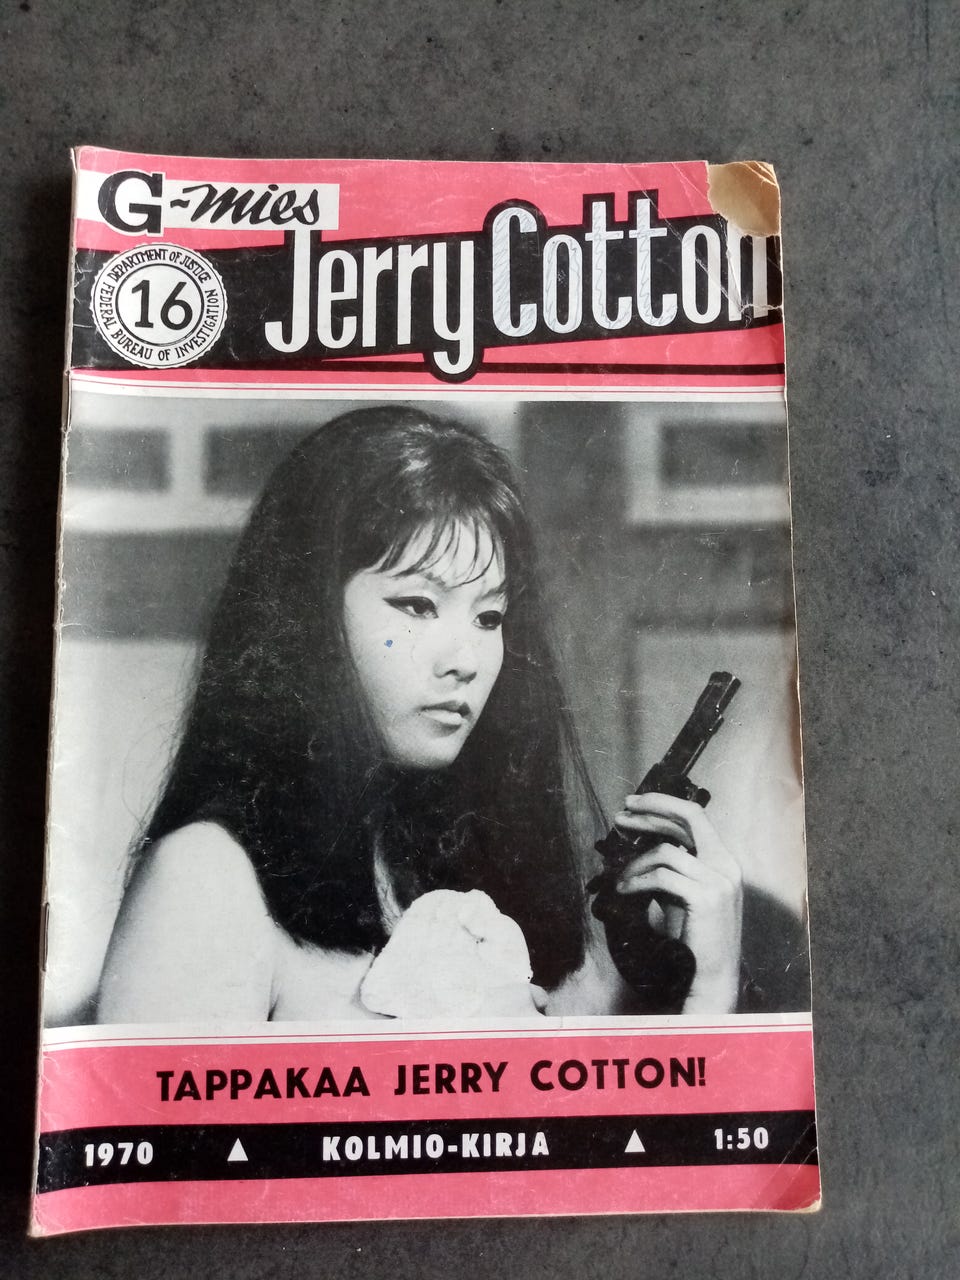 G-mies
Jerry Cotton
DEPARTMENT OF JUSTICE
16
FEDERAL BUREAU OF INVESTIGATION
TAPPAKAA JERRY COTTON!
1970 ▲ KOLMIO-KIRJA ▲ 1:50